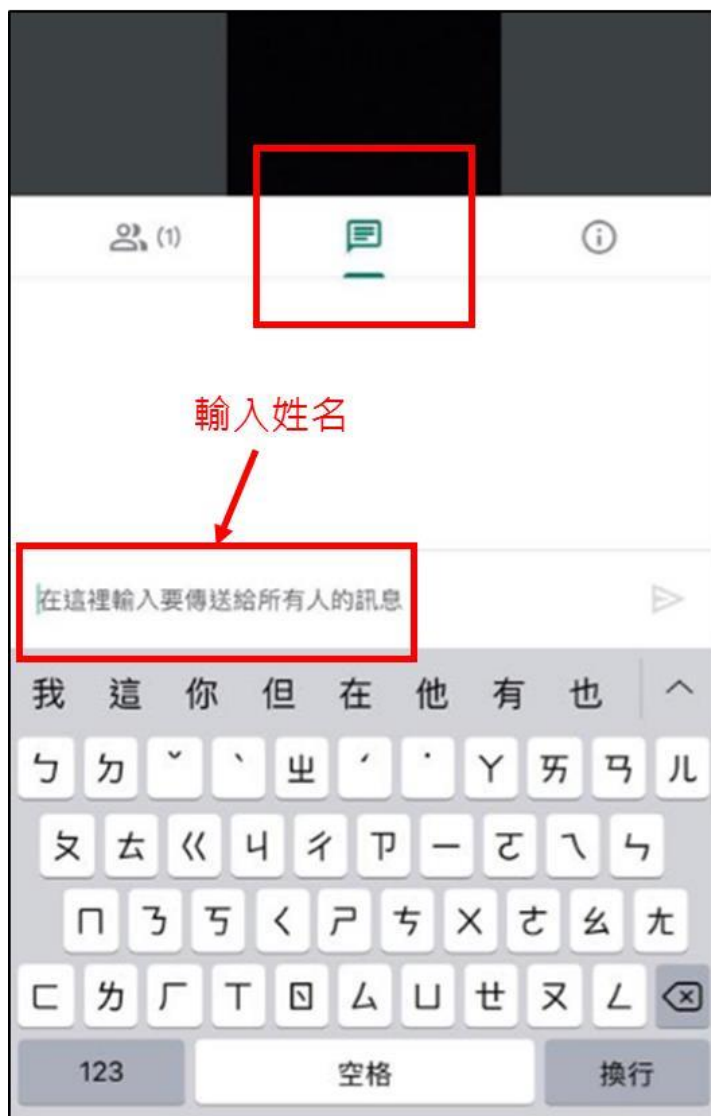 (1)
輸入姓名
在這裡輸入要傳送給所有人的訊息
我 這 你 但 在 他 有 也
ㄅ ㄉ ˇ ˋ ㄓ ˊ ˙ ㄚ ㄞ ㄢ ㄦ
ㄆ ㄊ ㄍ ㄐ ㄔ ㄗ ㄧ ㄛ ㄟ ㄣ
ㄇ ㄋ ㄎ ㄑ ㄕ ㄘ ㄨ ㄜ ㄠ ㄤ
ㄈ ㄌ ㄏ ㄒ ㄖ ㄙ ㄩ ㄝ ㄡ ㄥ
123 空格 換行